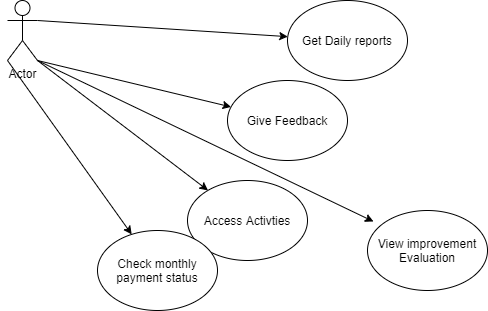 Get Daily reports
Actor
Give Feedback
Access Activties
View improvement
Evaluation
Check monthly
payment status